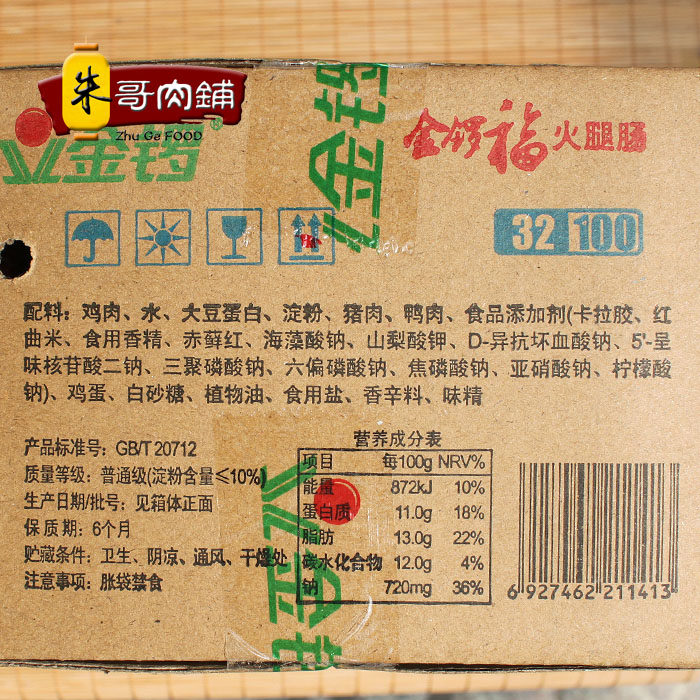 朱哥肉鋪
Zhu Ge FOOD
金锣®
金锣
金锣福火腿肠
32 100
配料：鸡肉、水、大豆蛋白、淀粉、猪肉、鸭肉、食品添加剂(卡拉胶、红
曲米、食用香精、赤藓红、海藻酸钠、山梨酸钾、D-异抗坏血酸钠、5'-呈
味核苷酸二钠、三聚磷酸钠、六偏磷酸钠、焦磷酸钠、亚硝酸钠、柠檬酸
钠)、鸡蛋、白砂糖、植物油、食用盐、香辛料、味精
产品标准号：GB/T 20712
质量等级：普通级(淀粉含量≤10%)
生产日期/批号：见箱体正面
保质期：6个月
贮藏条件：卫生、阴凉、通风、干燥处
注意事项：胀袋禁食
营养成分表
项目 每100g NRV%
能量 872kJ 10%
蛋白质 11.0g 18%
脂肪 13.0g 22%
碳水化合物 12.0g 4%
钠 720mg 36%
6 927462 211413